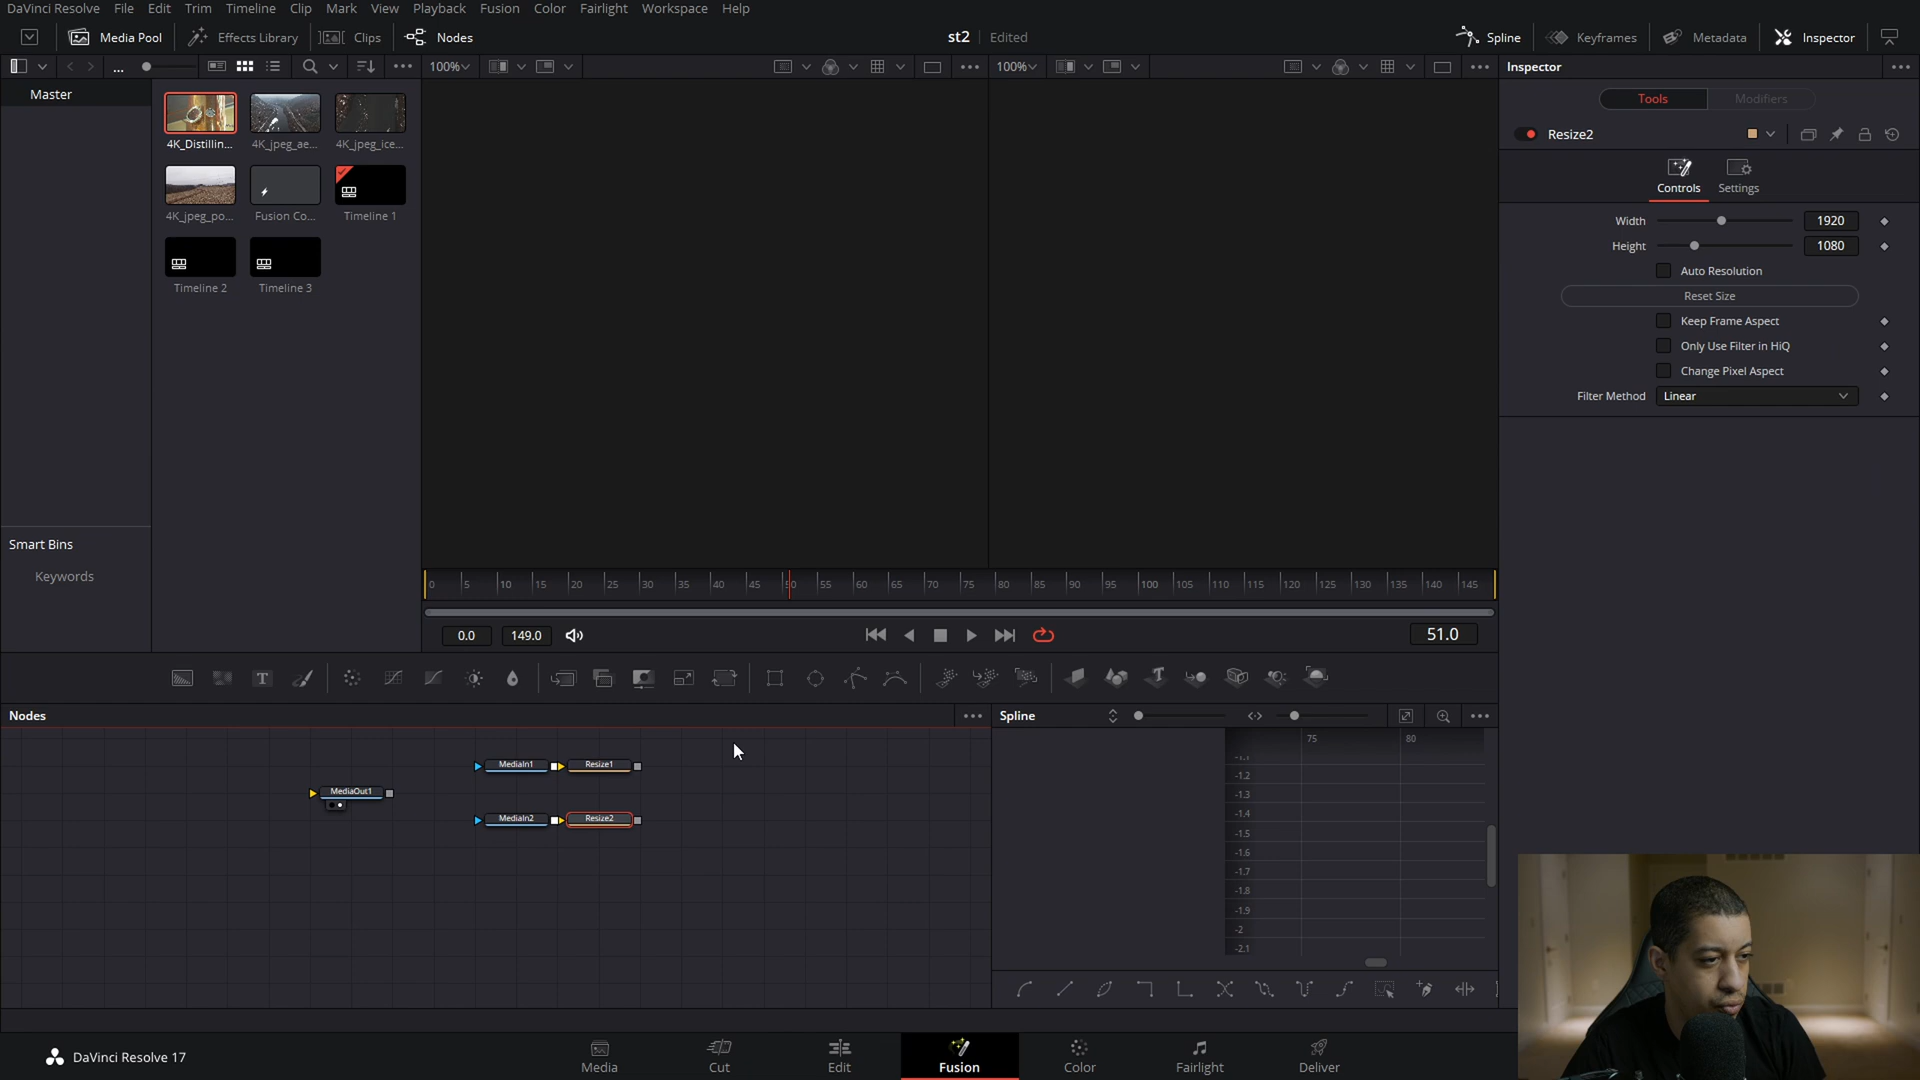 DaVinci Resolve File Edit Trim Timeline Clip Mark View Playback Fusion Color Fairlight Workspace Help
Media Pool Effects Library Clips Nodes st2 Edited Spline Keyframes Metadata Inspector
... 100% 100% Inspector
Master
4K_Distillin... 4K_jpeg_ae... 4K_jpeg_ice...
4K_jpeg_po... Fusion Co... Timeline 1
Timeline 2 Timeline 3
Smart Bins
Keywords
Tools Modifiers
Resize2
Controls Settings
Width 1920
Height 1080
Auto Resolution
Reset Size
Keep Frame Aspect
Only Use Filter in HiQ
Change Pixel Aspect
Filter Method Linear
0 5 10 15 20 25 30 35 40 45 50 55 60 65 70 75 80 85 90 95 100 105 110 115 120 125 130 135 140 145
0.0 149.0 51.0
T T
Nodes Spline
MediaOut1
MediaIn1 Resize1
MediaIn2 Resize2
75 80
-1.1
-1.2
-1.3
-1.4
-1.5
-1.6
-1.7
-1.8
-1.9
-2
-2.1
DaVinci Resolve 17 Media Cut Edit Fusion Color Fairlight Deliver